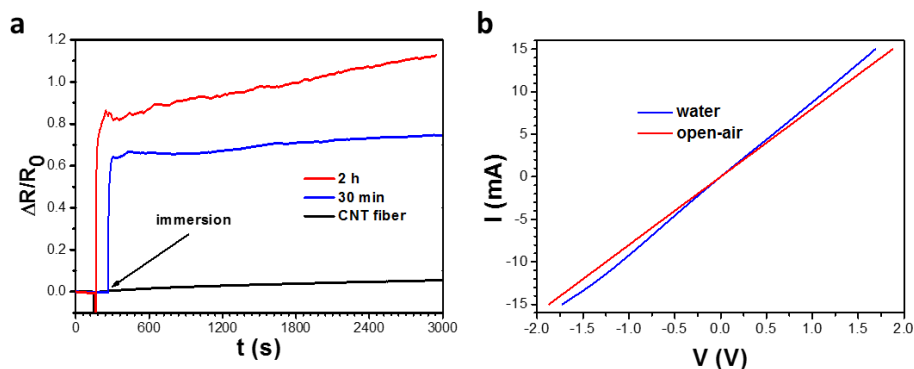 a
1.2
1.0
0.8
0.6
0.4
0.2
0.0
ΔR/R0
2 h
30 min
CNT fiber
immersion
0 600 1200 1800 2400 3000
t (s)
b
15
10
5
0
-5
-10
-15
I (mA)
water
open-air
-2.0 -1.5 -1.0 -0.5 0.0 0.5 1.0 1.5 2.0
V (V)